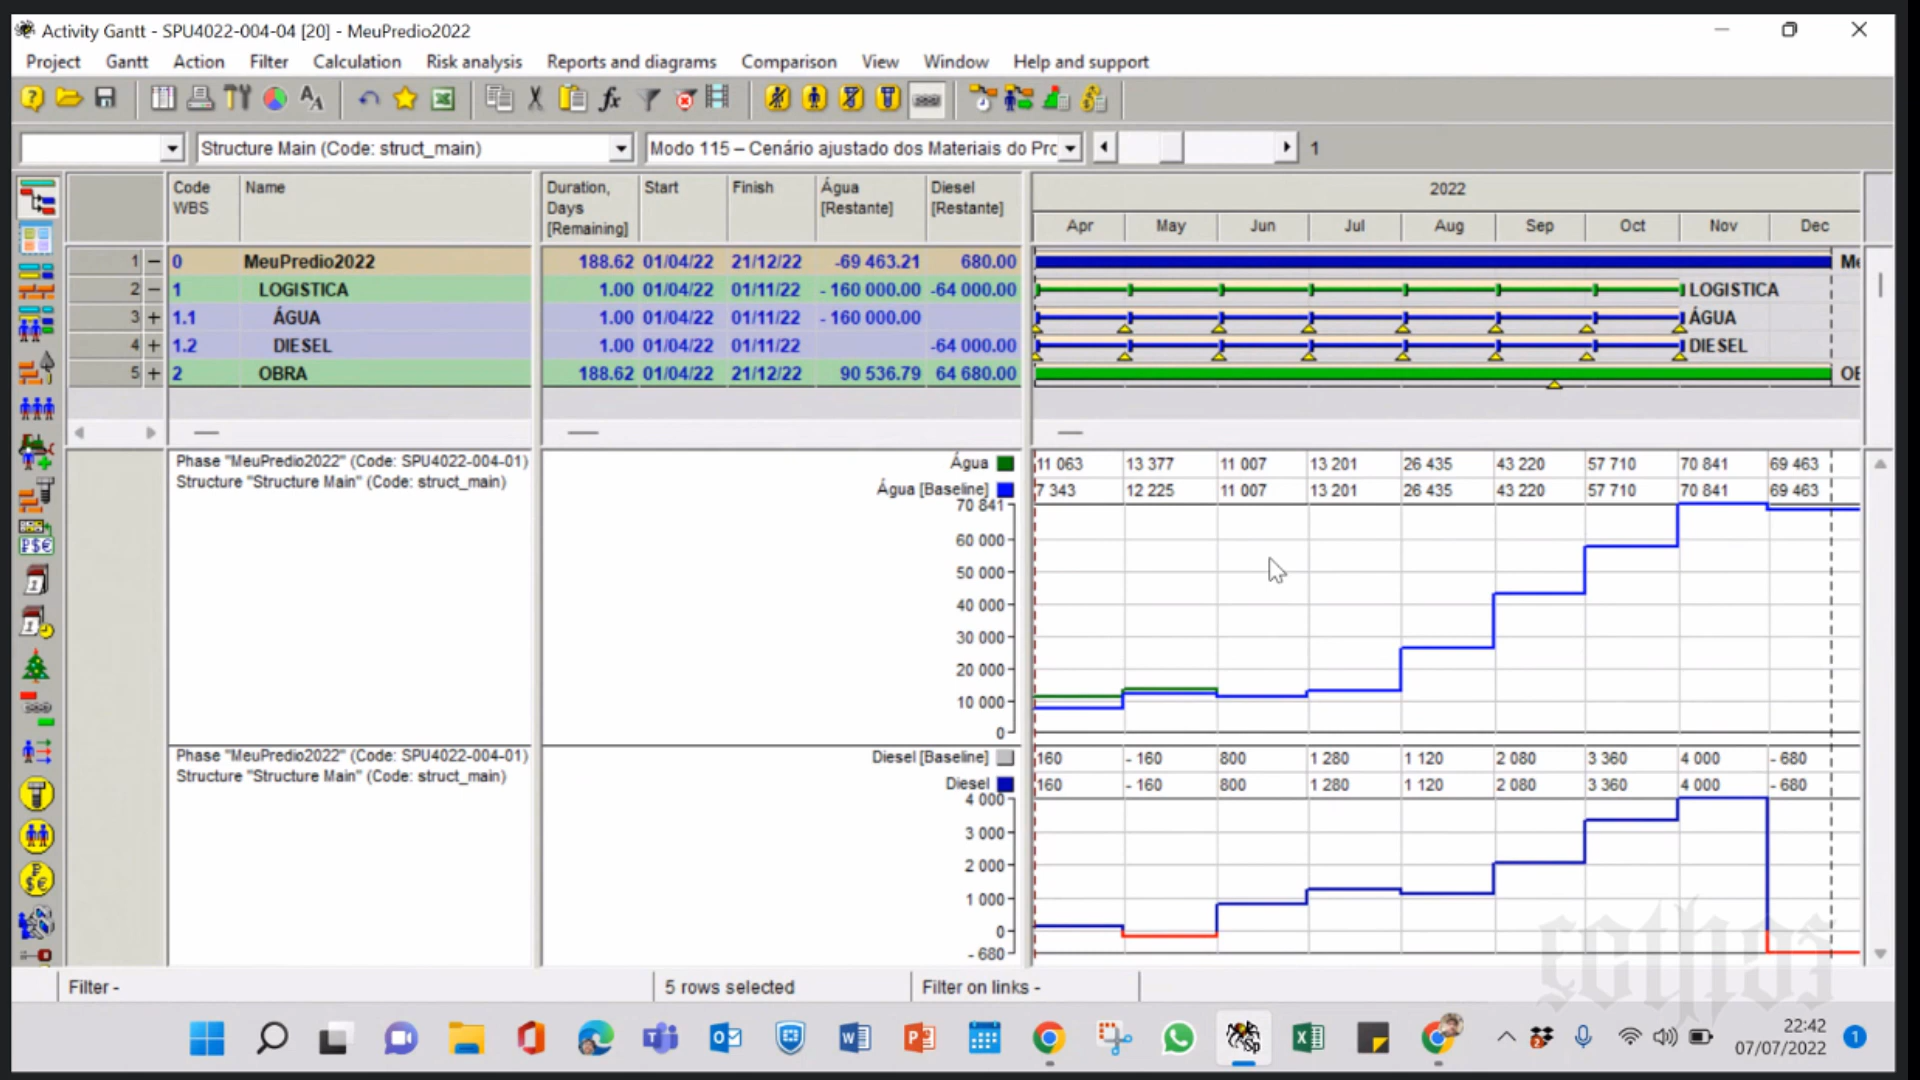 Activity Gantt - SPU4022-004-04 [20] - MeuPredio2022
Project Gantt Action Filter Calculation Risk analysis Reports and diagrams Comparison View Window Help and support
Structure Main (Code: struct_main) Modo 115 – Cenário ajustado dos Materiais do Prc 1
Code WBS Name Duration, Days [Remaining] Start Finish Água [Restante] Diesel [Restante] 2022
Apr May Jun Jul Aug Sep Oct Nov Dec
1 0 MeuPredio2022 188.62 01/04/22 21/12/22 -69 463.21 680.00 Me
2 1 LOGISTICA 1.00 01/04/22 01/11/22 - 160 000.00 -64 000.00 LOGISTICA
3 1.1 ÁGUA 1.00 01/04/22 01/11/22 - 160 000.00 ÁGUA
4 1.2 DIESEL 1.00 01/04/22 01/11/22 -64 000.00 DIESEL
5 2 OBRA 188.62 01/04/22 21/12/22 90 536.79 64 680.00 OE
Phase "MeuPredio2022" (Code: SPU4022-004-01) Água 11 063 13 377 11 007 13 201 26 435 43 220 57 710 70 841 69 463
Structure "Structure Main" (Code: struct_main) Água [Baseline] 7 343 12 225 11 007 13 201 26 435 43 220 57 710 70 841 69 463
70 841
60 000
50 000
40 000
30 000
20 000
10 000
0
Phase "MeuPredio2022" (Code: SPU4022-004-01) Diesel [Baseline] 160 - 160 800 1 280 1 120 2 080 3 360 4 000 - 680
Structure "Structure Main" (Code: struct_main) Diesel 160 - 160 800 1 280 1 120 2 080 3 360 4 000 - 680
4 000
3 000
2 000
1 000
0
- 680
Filter - 5 rows selected Filter on links -
22:42
07/07/2022 1